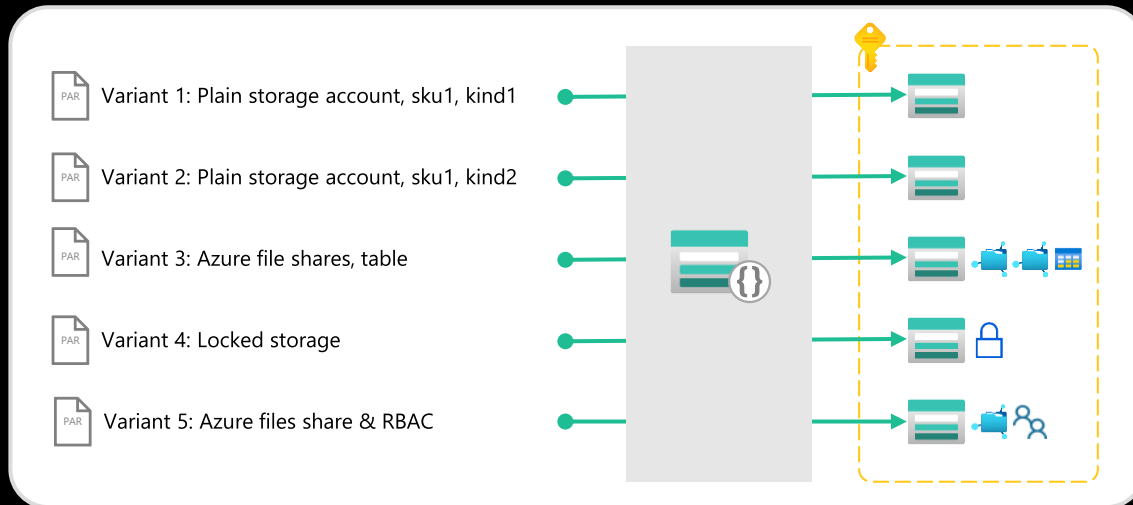 PAR
Variant 1: Plain storage account, sku1, kind1
PAR
Variant 2: Plain storage account, sku1, kind2
PAR
Variant 3: Azure file shares, table
{}
PAR
Variant 4: Locked storage
PAR
Variant 5: Azure files share & RBAC